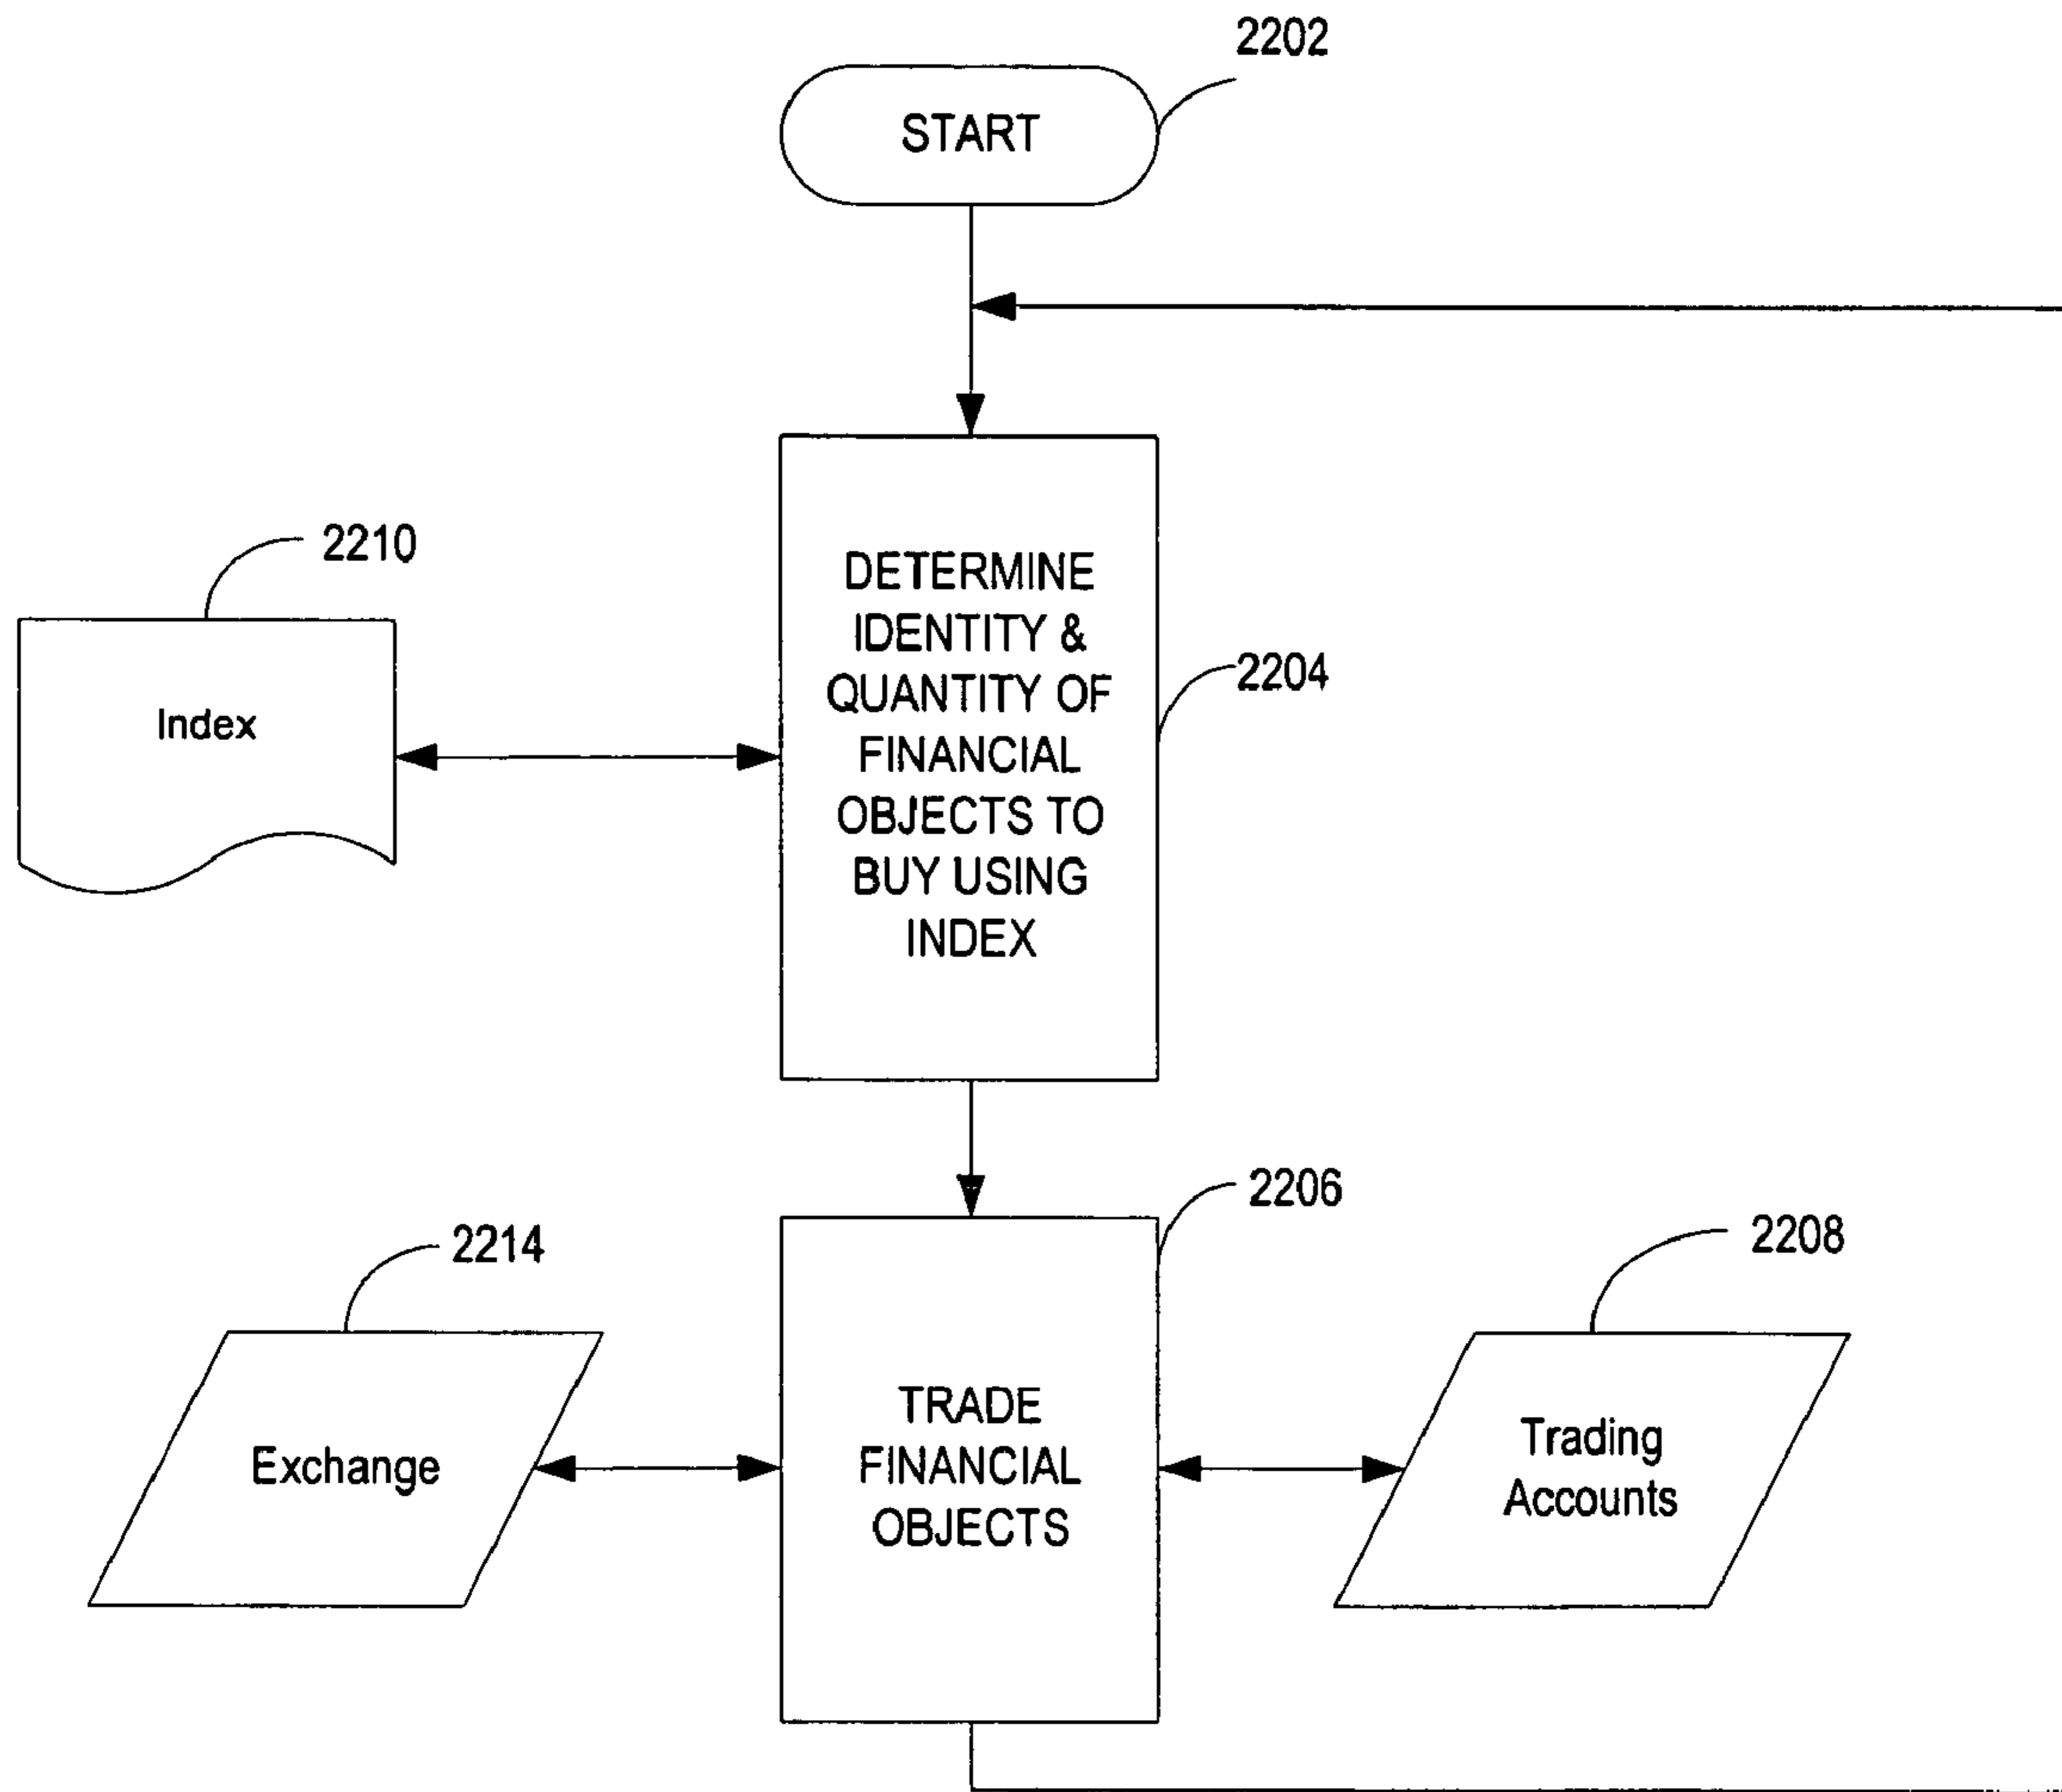 2202
START
2210
Index
DETERMINE
IDENTITY &
QUANTITY OF
FINANCIAL
OBJECTS TO
BUY USING
INDEX
2204
2206
2214
2208
Exchange
TRADE
FINANCIAL
OBJECTS
Trading
Accounts